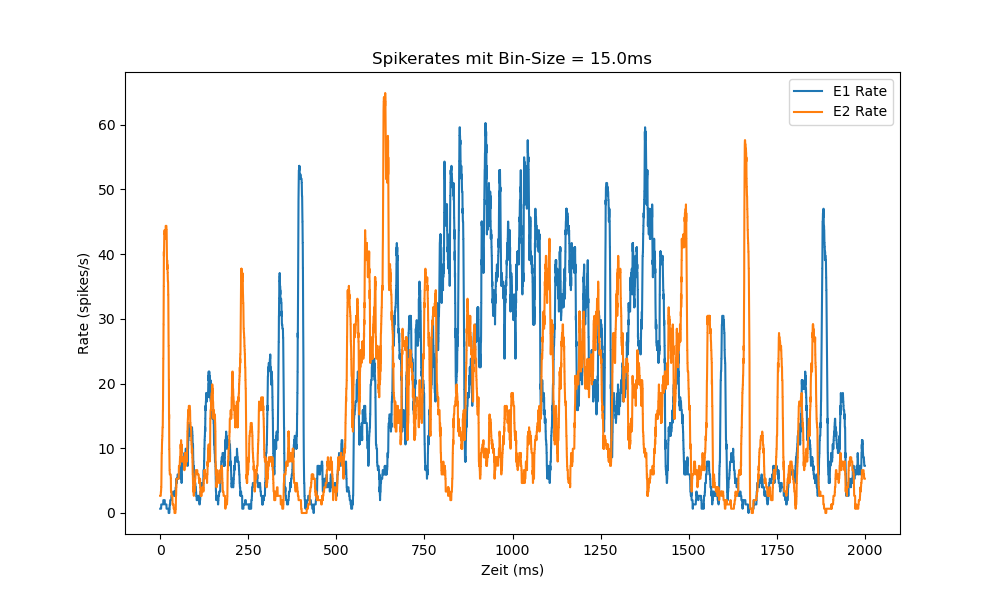 Spikerates mit Bin-Size = 15.0ms
E1 Rate
E2 Rate
60
50
40
30
20
10
0
Rate (spikes/s)
0 250 500 750 1000 1250 1500 1750 2000
Zeit (ms)